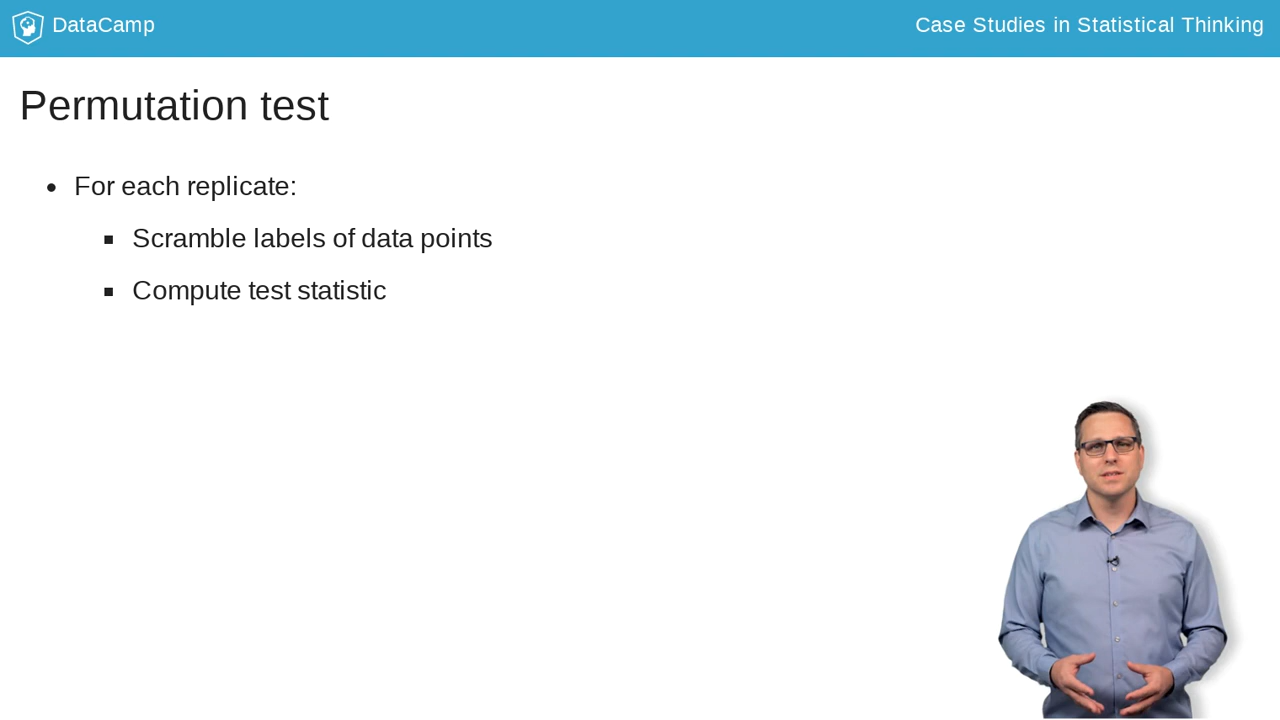 DataCamp
Case Studies in Statistical Thinking
Permutation test
For each replicate:
Scramble labels of data points
Compute test statistic